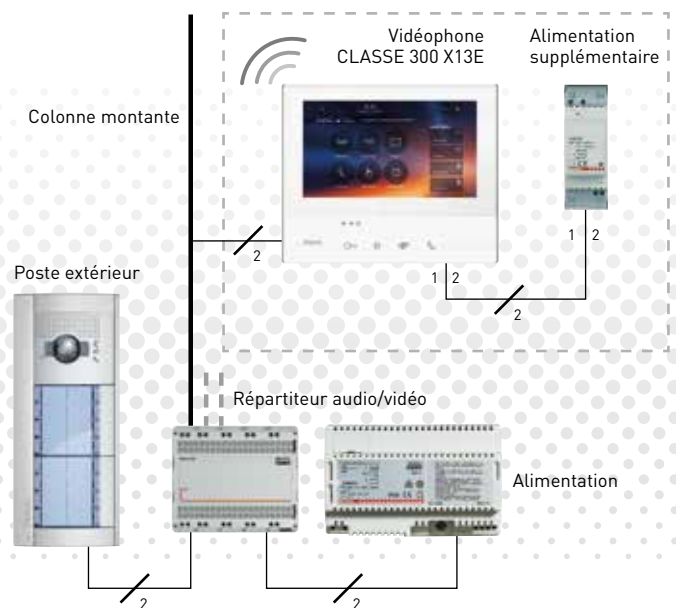 Vidéophone
CLASSE 300 X13E
Alimentation
supplémentaire
Colonne montante
2
1 2
1 2
2
Poste extérieur
Répartiteur audio/vidéo
Alimentation
2
2